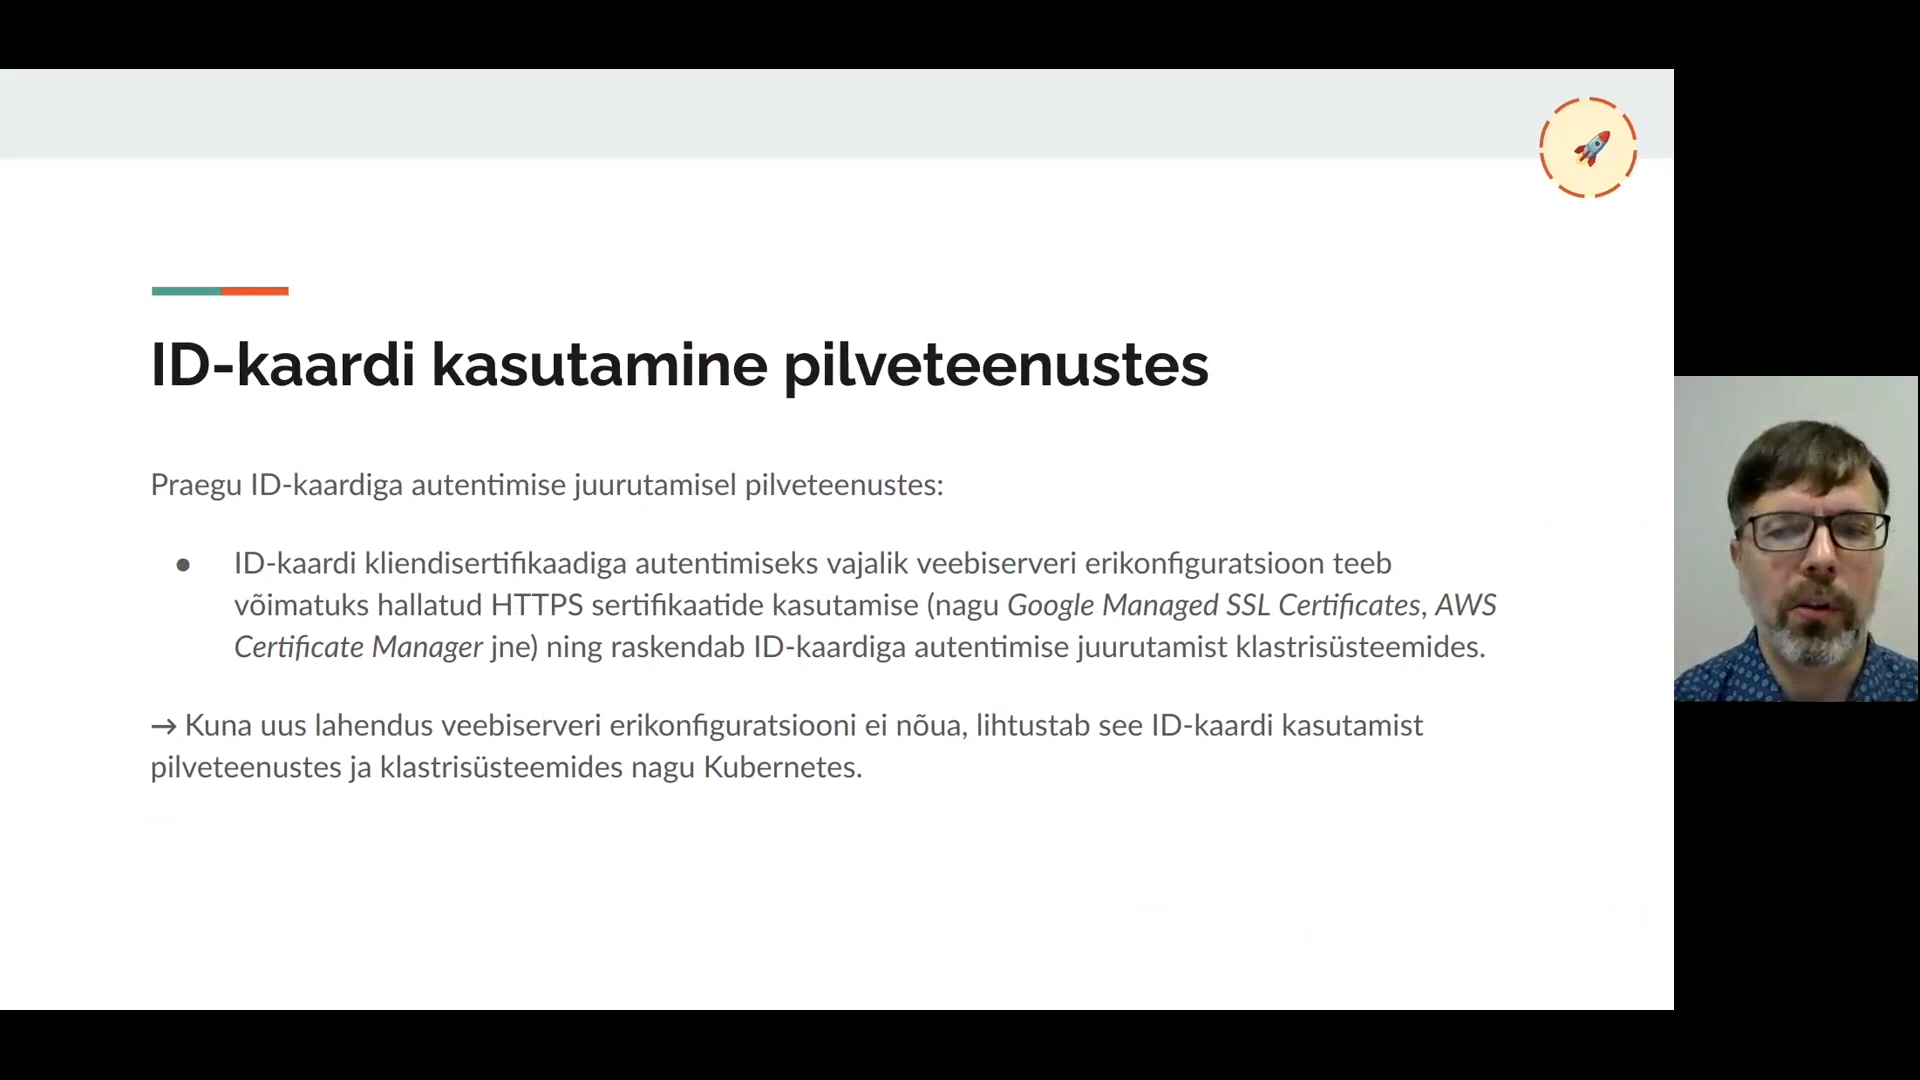 ID-kaardi kasutamine pilveteenustes
Praegu ID-kaardiga autentimise juurutamisel pilveteenustes:
● ID-kaardi kliendisertifikaadiga autentimiseks vajalik veebiserveri erikonfiguratsioon teeb
võimatuks hallatud HTTPS sertifikaatide kasutamise (nagu Google Managed SSL Certificates, AWS
Certificate Manager jne) ning raskendab ID-kaardiga autentimise juurutamist klastrisüsteemides.
→ Kuna uus lahendus veebiserveri erikonfiguratsiooni ei nõua, lihtustab see ID-kaardi kasutamist
pilveteenustes ja klastrisüsteemides nagu Kubernetes.